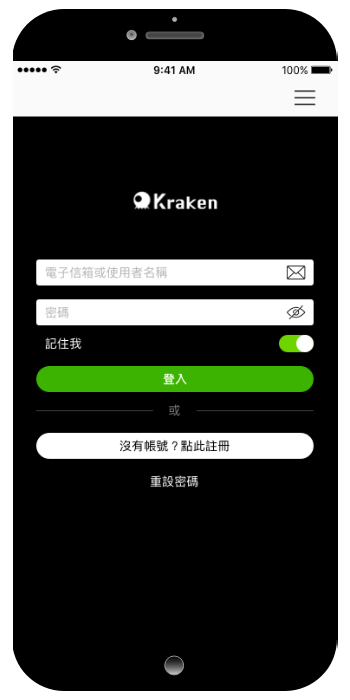 9:41 AM 100%
Kraken
電子信箱或使用者名稱
密碼
記住我
登入
或
沒有帳號？點此註冊
重設密碼